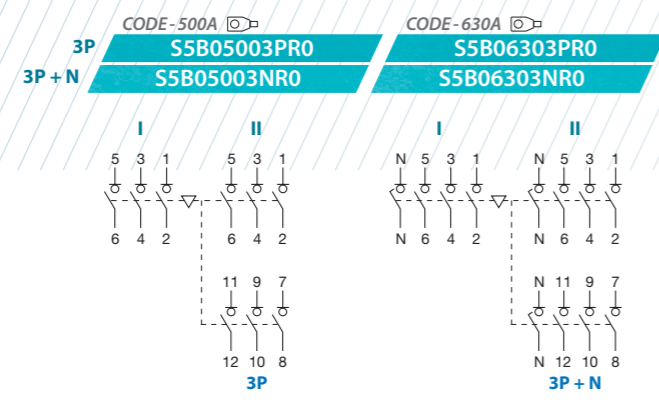 CODE - 500A CODE - 630A
3P S5B05003PR0 S5B06303PR0
3P + N S5B05003NR0 S5B06303NR0
I II I II
5 3 1 5 3 1 N 5 3 1 N 5 3 1
6 4 2 6 4 2 N 6 4 2 N 6 4 2
11 9 7 N 11 9 7
12 10 8 N 12 10 8
3P 3P + N